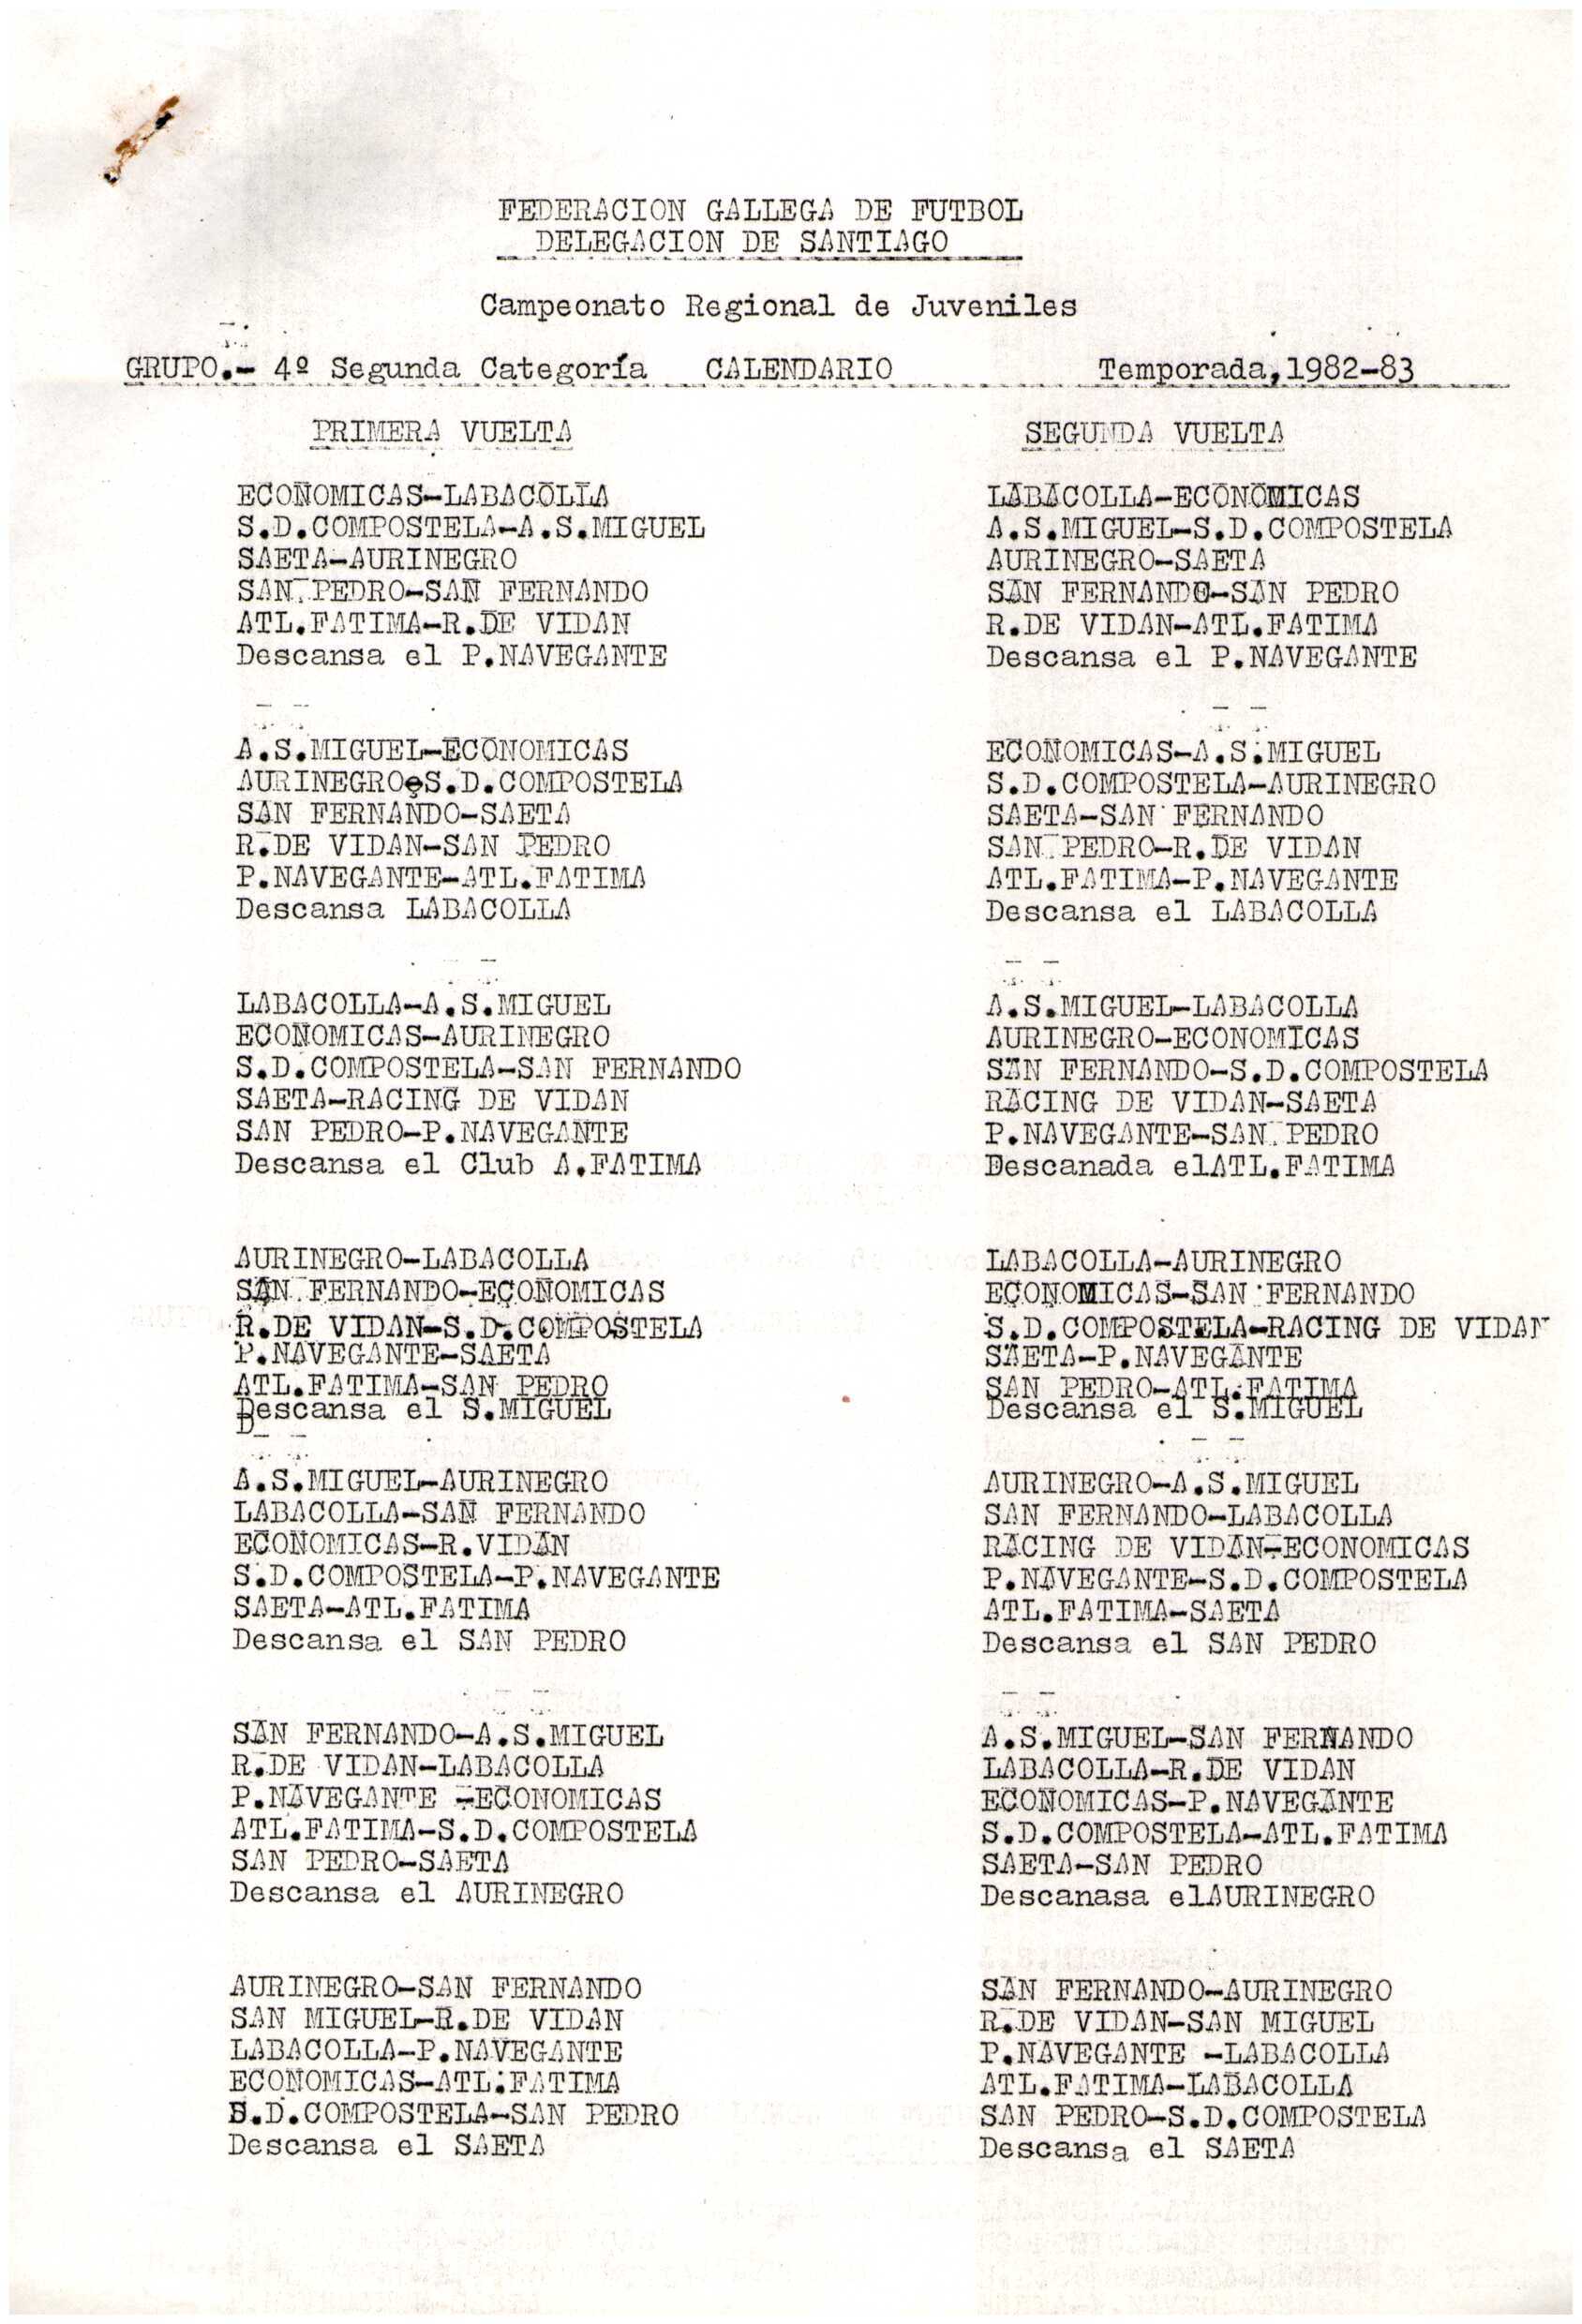 FEDERACION GALLEGA DE FUTBOL
DELEGACION DE SANTIAGO
Campeonato Regional de Juveniles
GRUPO.- 4º Segunda Categoría CALENDARIO Temporada,1982-83
PRIMERA VUELTA
ECONOMICAS-LABACOLLA
S.D.COMPOSTELA-A.S.MIGUEL
SAETA-AURINEGRO
SAN PEDRO-SAN FERNANDO
ATL.FATIMA-R.DE VIDAN
Descansa el P.NAVEGANTE
A.S.MIGUEL-ECONOMICAS
AURINEGROeS.D.COMPOSTELA
SAN FERNANDO-SAETA
R.DE VIDAN-SAN PEDRO
P.NAVEGANTE-ATL.FATIMA
Descansa LABACOLLA
LABACOLLA-A.S.MIGUEL
ECONOMICAS-AURINEGRO
S.D.COMPOSTELA-SAN FERNANDO
SAETA-RACING DE VIDAN
SAN PEDRO-P.NAVEGANTE
Descansa el Club A.FATIMA
AURINEGRO-LABACOLLA
SAN FERNANDO-ECONOMICAS
R.DE VIDAN-S.D.COMPOSTELA
P.NAVEGANTE-SAETA
ATL.FATIMA-SAN PEDRO
Descansa el S.MIGUEL
A.S.MIGUEL-AURINEGRO
LABACOLLA-SAN FERNANDO
ECONOMICAS-R.VIDAN
S.D.COMPOSTELA-P.NAVEGANTE
SAETA-ATL.FATIMA
Descansa el SAN PEDRO
SAN FERNANDO-A.S.MIGUEL
R.DE VIDAN-LABACOLLA
P.NAVEGANTE -ECONOMICAS
ATL.FATIMA-S.D.COMPOSTELA
SAN PEDRO-SAETA
Descansa el AURINEGRO
AURINEGRO-SAN FERNANDO
SAN MIGUEL-R.DE VIDAN
LABACOLLA-P.NAVEGANTE
ECONOMICAS-ATL.FATIMA
S.D.COMPOSTELA-SAN PEDRO
Descansa el SAETA
SEGUNDA VUELTA
LABACOLLA-ECONOMICAS
A.S.MIGUEL-S.D.COMPOSTELA
AURINEGRO-SAETA
SAN FERNANDO-SAN PEDRO
R.DE VIDAN-ATL.FATIMA
Descansa el P.NAVEGANTE
ECONOMICAS-A.S.MIGUEL
S.D.COMPOSTELA-AURINEGRO
SAETA-SAN FERNANDO
SAN PEDRO-R.DE VIDAN
ATL.FATIMA-P.NAVEGANTE
Descansa el LABACOLLA
A.S.MIGUEL-LABACOLLA
AURINEGRO-ECONOMICAS
SAN FERNANDO-S.D.COMPOSTELA
RACING DE VIDAN-SAETA
P.NAVEGANTE-SAN PEDRO
Descanada elATL.FATIMA
LABACOLLA-AURINEGRO
ECONOMICAS-SAN FERNANDO
S.D.COMPOSTELA-RACING DE VIDAN
SAETA-P.NAVEGANTE
SAN PEDRO-ATL.FATIMA
Descansa el S.MIGUEL
AURINEGRO-A.S.MIGUEL
SAN FERNANDO-LABACOLLA
RACING DE VIDAN-ECONOMICAS
P.NAVEGANTE-S.D.COMPOSTELA
ATL.FATIMA-SAETA
Descansa el SAN PEDRO
A.S.MIGUEL-SAN FERNANDO
LABACOLLA-R.DE VIDAN
ECONOMICAS-P.NAVEGANTE
S.D.COMPOSTELA-ATL.FATIMA
SAETA-SAN PEDRO
Descanasa elAURINEGRO
SAN FERNANDO-AURINEGRO
R.DE VIDAN-SAN MIGUEL
P.NAVEGANTE -LABACOLLA
ATL.FATIMA-LABACOLLA
SAN PEDRO-S.D.COMPOSTELA
Descansa el SAETA